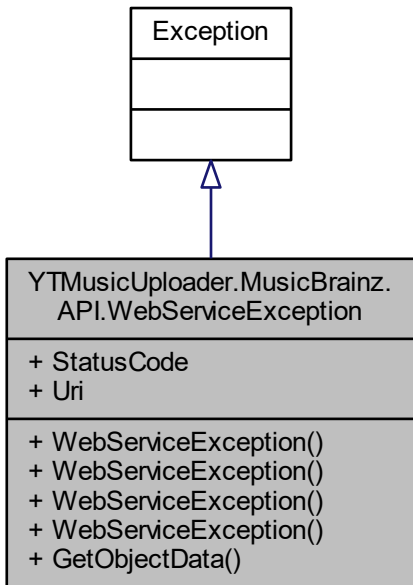 Exception
YTMusicUploader.MusicBrainz.
API.WebServiceException
+ StatusCode
+ Uri
+ WebServiceException()
+ WebServiceException()
+ WebServiceException()
+ WebServiceException()
+ GetObjectData()